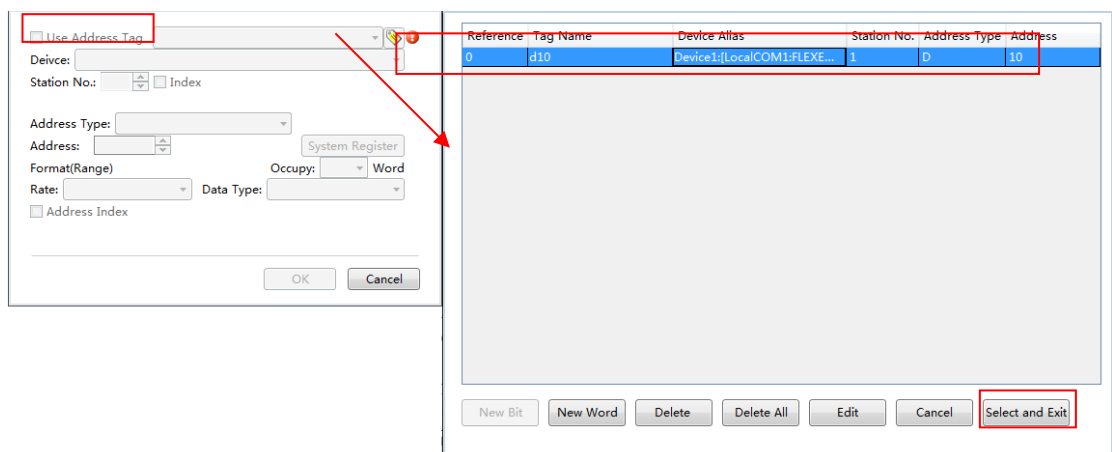 Use Address Tag
Deivce:
Station No.: Index
Address Type:
Address: System Register
Format(Range) Occupy: Word
Rate: Data Type:
Address Index
OK Cancel
Reference Tag Name Device Alias Station No. Address Type Address
0 d10 Device1:[LocalCOM1:FLEXE... 1 D 10
New Bit New Word Delete Delete All Edit Cancel Select and Exit